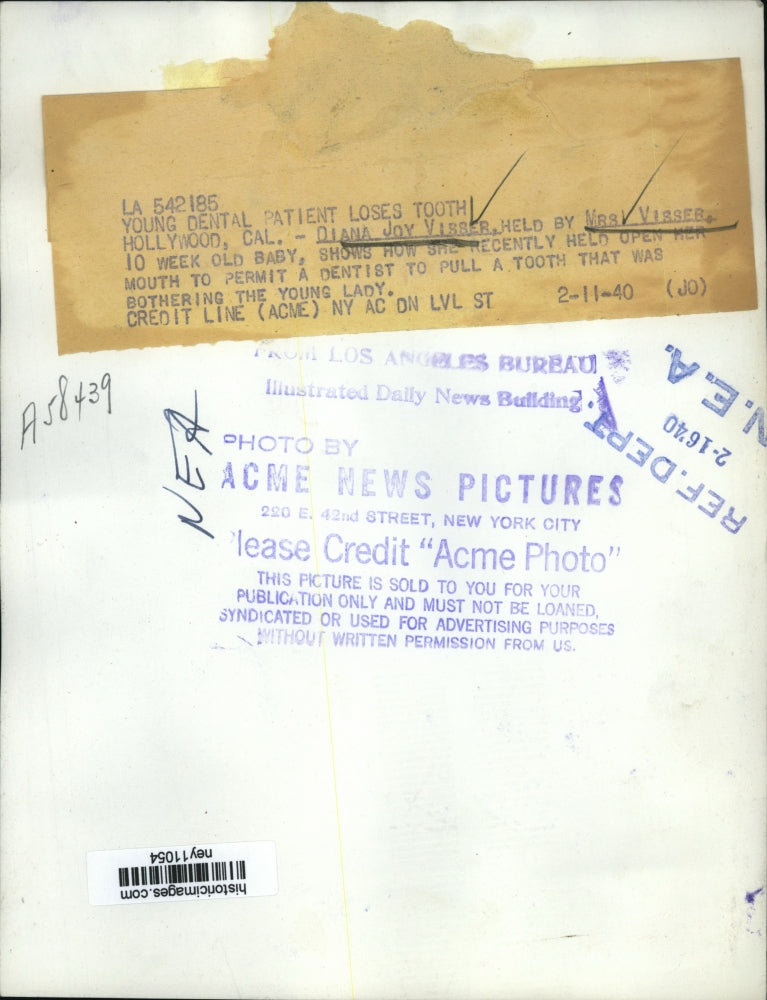 LA 542185
YOUNG DENTAL PATIENT LOSES TOOTH
HOLLYWOOD, CAL. - DIANA JOY VISSER, HELD BY MRS. VISSER.
10 WEEK OLD BABY, SHOWS HOW SHE RECENTLY HELD OPEN HER
MOUTH TO PERMIT A DENTIST TO PULL A TOOTH THAT WAS
BOTHERING THE YOUNG LADY.
CREDIT LINE (ACME) NY AC DN LVL ST 2-11-40 (JO)
FROM LOS ANGELES BUREAU
Illustrated Daily News Building.
A58439
NEA
REF. DEPT
2-16'40
N.E.A.
PHOTO BY
ACME NEWS PICTURES
220 E. 42nd STREET, NEW YORK CITY
Please Credit "Acme Photo"
THIS PICTURE IS SOLD TO YOU FOR YOUR
PUBLICATION ONLY AND MUST NOT BE LOANED,
SYNDICATED OR USED FOR ADVERTISING PURPOSES
WITHOUT WRITTEN PERMISSION FROM US.
historicimages.com
ney11054